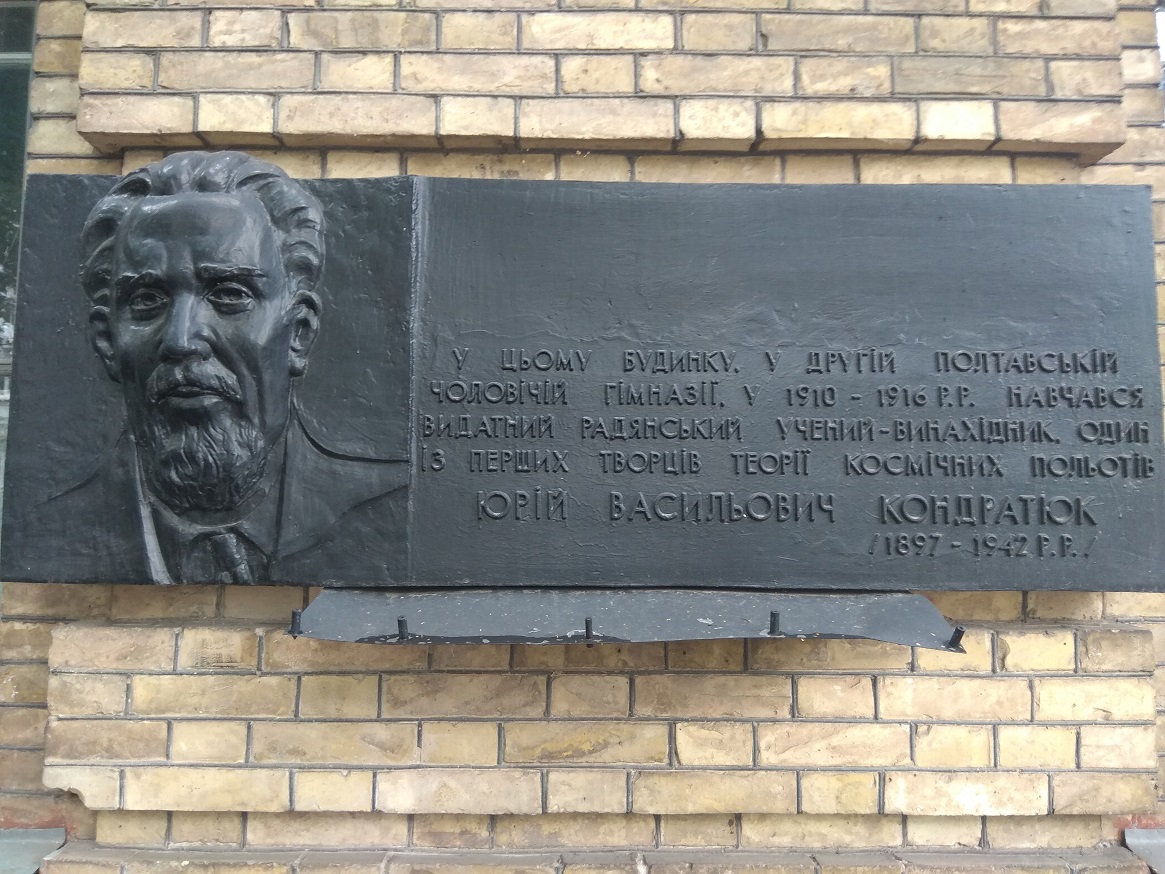 У ЦЬОМУ БУДИНКУ, У ДРУГІЙ ПОЛТАВСЬКІЙ
ЧОЛОВІЧІЙ ГІМНАЗІЇ, У 1910 - 1916 Р.Р. НАВЧАВСЯ
ВИДАТНИЙ РАДЯНСЬКИЙ УЧЕНИЙ-ВИНАХІДНИК, ОДИН
ІЗ ПЕРШИХ ТВОРЦІВ ТЕОРІЇ КОСМІЧНИХ ПОЛЬОТІВ
ЮРІЙ ВАСИЛЬОВИЧ КОНДРАТЮК
/1897 - 1942 Р.Р./